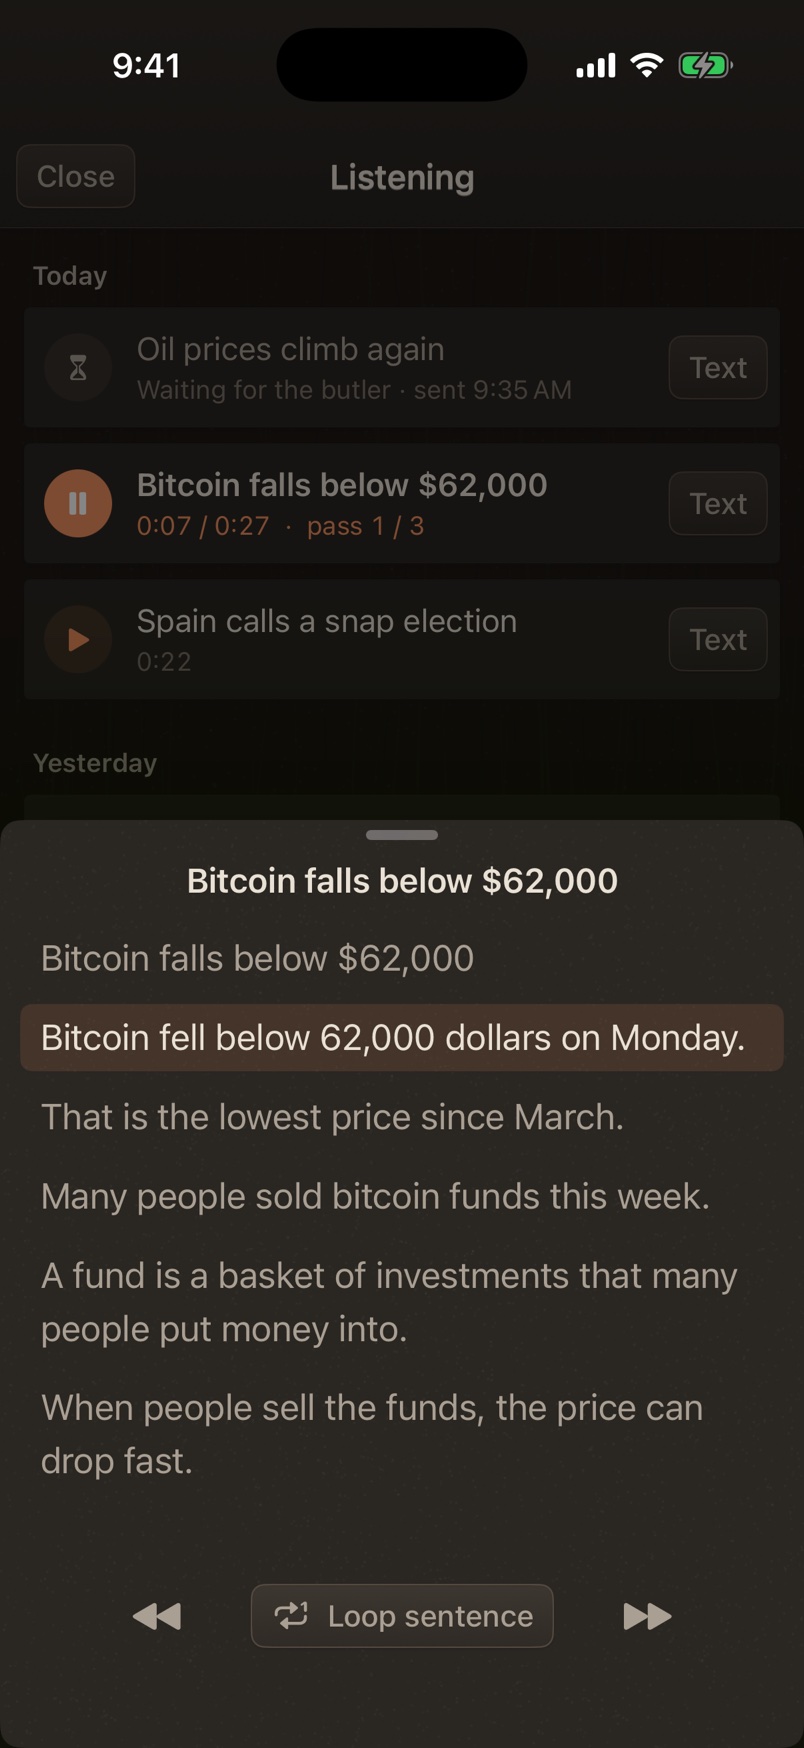 9:41
Close
Listening
Today
Oil prices climb again
Waiting for the butler · sent 9:35 AM
Text
Bitcoin falls below $62,000
0:07 / 0:27 · pass 1 / 3
Text
Spain calls a snap election
0:22
Text
Yesterday
Bitcoin falls below $62,000
Bitcoin falls below $62,000
Bitcoin fell below 62,000 dollars on Monday.
That is the lowest price since March.
Many people sold bitcoin funds this week.
A fund is a basket of investments that many
people put money into.
When people sell the funds, the price can
drop fast.
Loop sentence